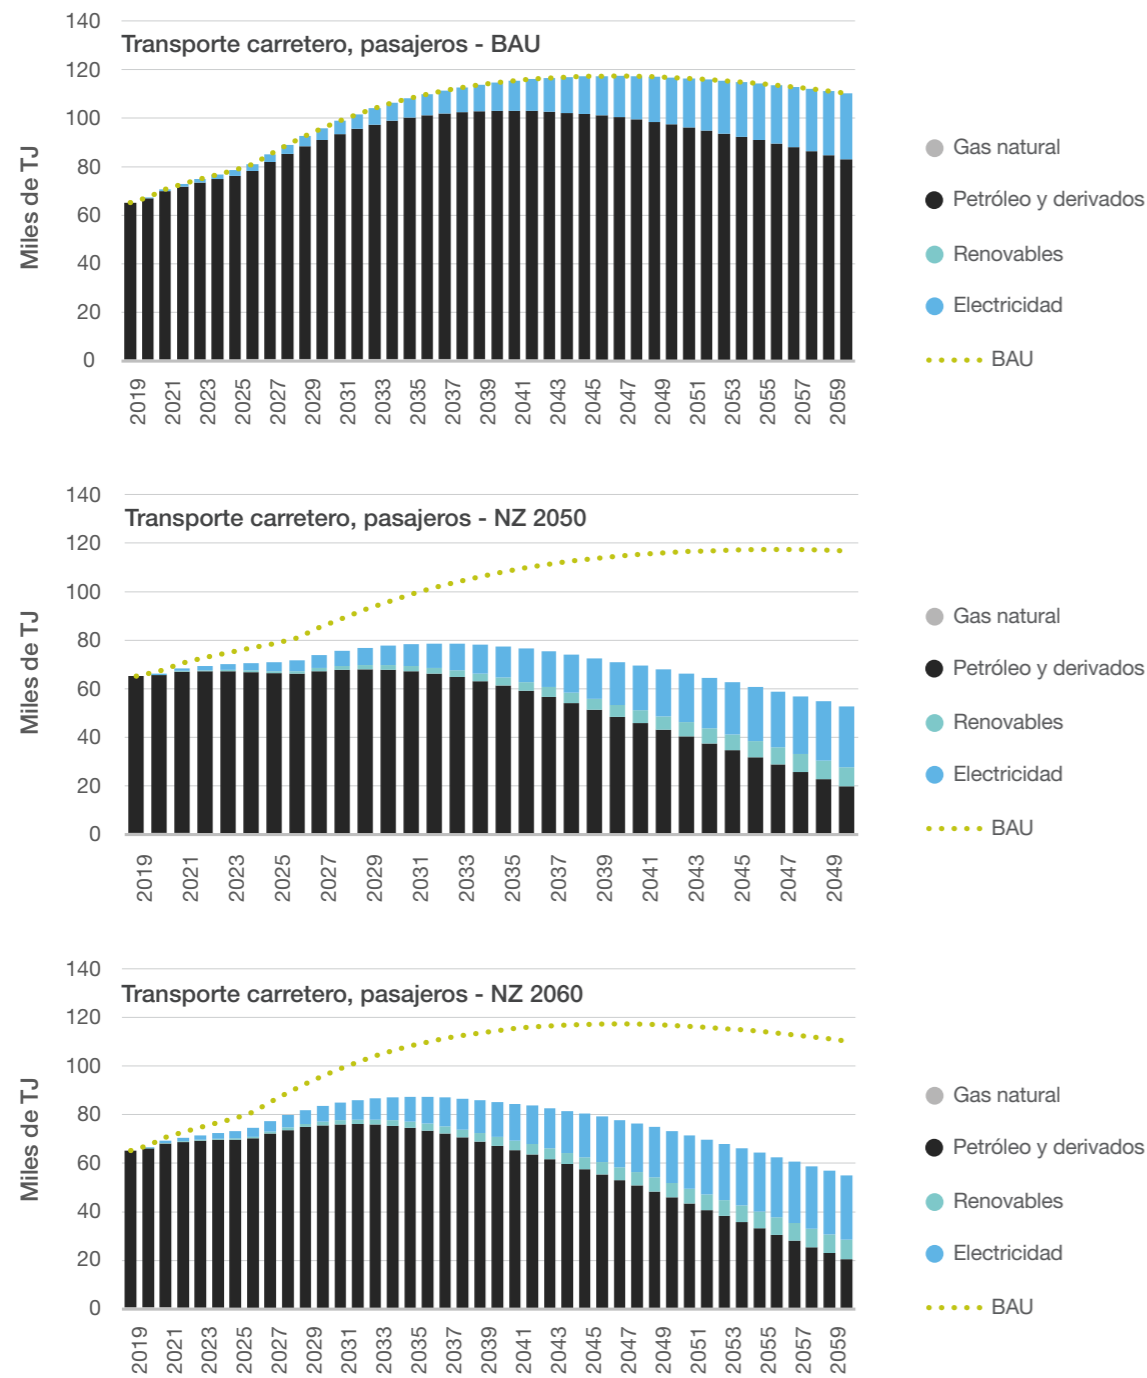 Transporte carretero, pasajeros - BAU
Miles de TJ
140
120
100
80
60
40
20
0
2019 2021 2023 2025 2027 2029 2031 2033 2035 2037 2039 2041 2043 2045 2047 2049 2051 2053 2055 2057 2059
Gas natural
Petróleo y derivados
Renovables
Electricidad
BAU
Transporte carretero, pasajeros - NZ 2050
Miles de TJ
140
120
100
80
60
40
20
0
2019 2021 2023 2025 2027 2029 2031 2033 2035 2037 2039 2041 2043 2045 2047 2049
Gas natural
Petróleo y derivados
Renovables
Electricidad
BAU
Transporte carretero, pasajeros - NZ 2060
Miles de TJ
140
120
100
80
60
40
20
0
2019 2021 2023 2025 2027 2029 2031 2033 2035 2037 2039 2041 2043 2045 2047 2049 2051 2053 2055 2057 2059
Gas natural
Petróleo y derivados
Renovables
Electricidad
BAU